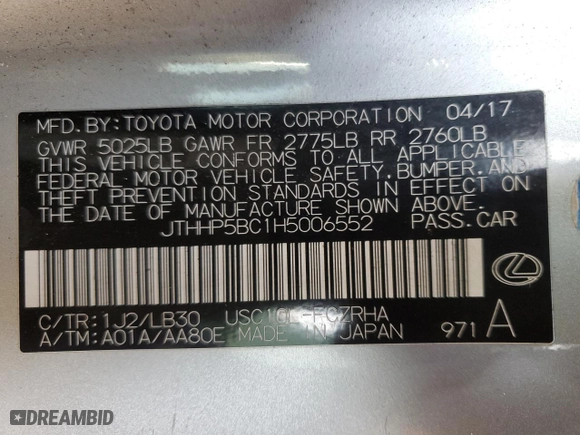 MFD.BY:TOYOTA MOTOR CORPORATION 04/17
GVWR 5025LB GAWR FR 2775LB RR 2760LB
THIS VEHICLE CONFORMS TO ALL APPLICABLE
FEDERAL MOTOR VEHICLE SAFETY,BUMPER,AND
THEFT PREVENTION STANDARDS IN EFFECT ON
THE DATE OF MANUFACTURE SHOWN ABOVE.
JTHHP5BC1H5006552 PASS.CAR
C/TR:1J2/LB30
A/TM:A01A/AA80E MADE IN JAPAN 971 A
DREAMBID